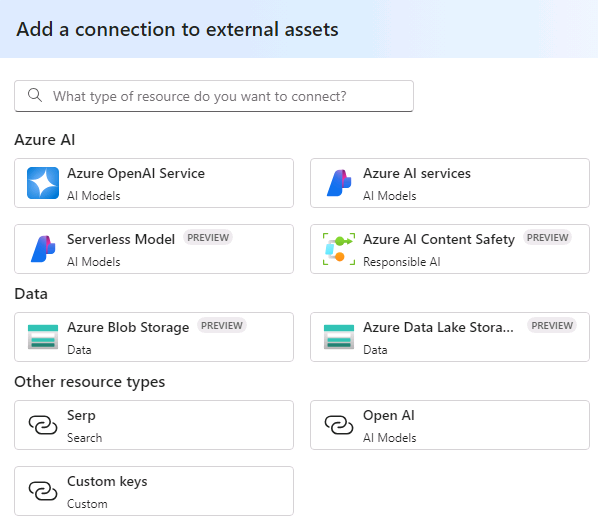 Add a connection to external assets
What type of resource do you want to connect?
Azure AI
Azure OpenAI Service
AI Models
Azure AI services
AI Models
Serverless Model PREVIEW
AI Models
Azure AI Content Safety PREVIEW
Responsible AI
Data
Azure Blob Storage PREVIEW
Data
Azure Data Lake Stora... PREVIEW
Data
Other resource types
Serp
Search
Open AI
AI Models
Custom keys
Custom